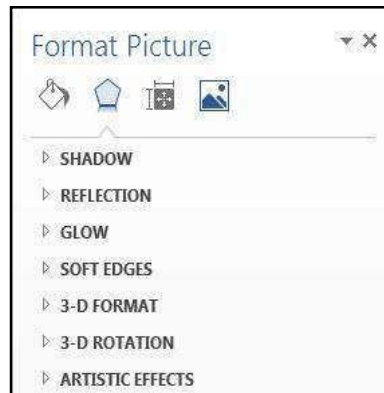 Format Picture
SHADOW
REFLECTION
GLOW
SOFT EDGES
3-D FORMAT
3-D ROTATION
ARTISTIC EFFECTS